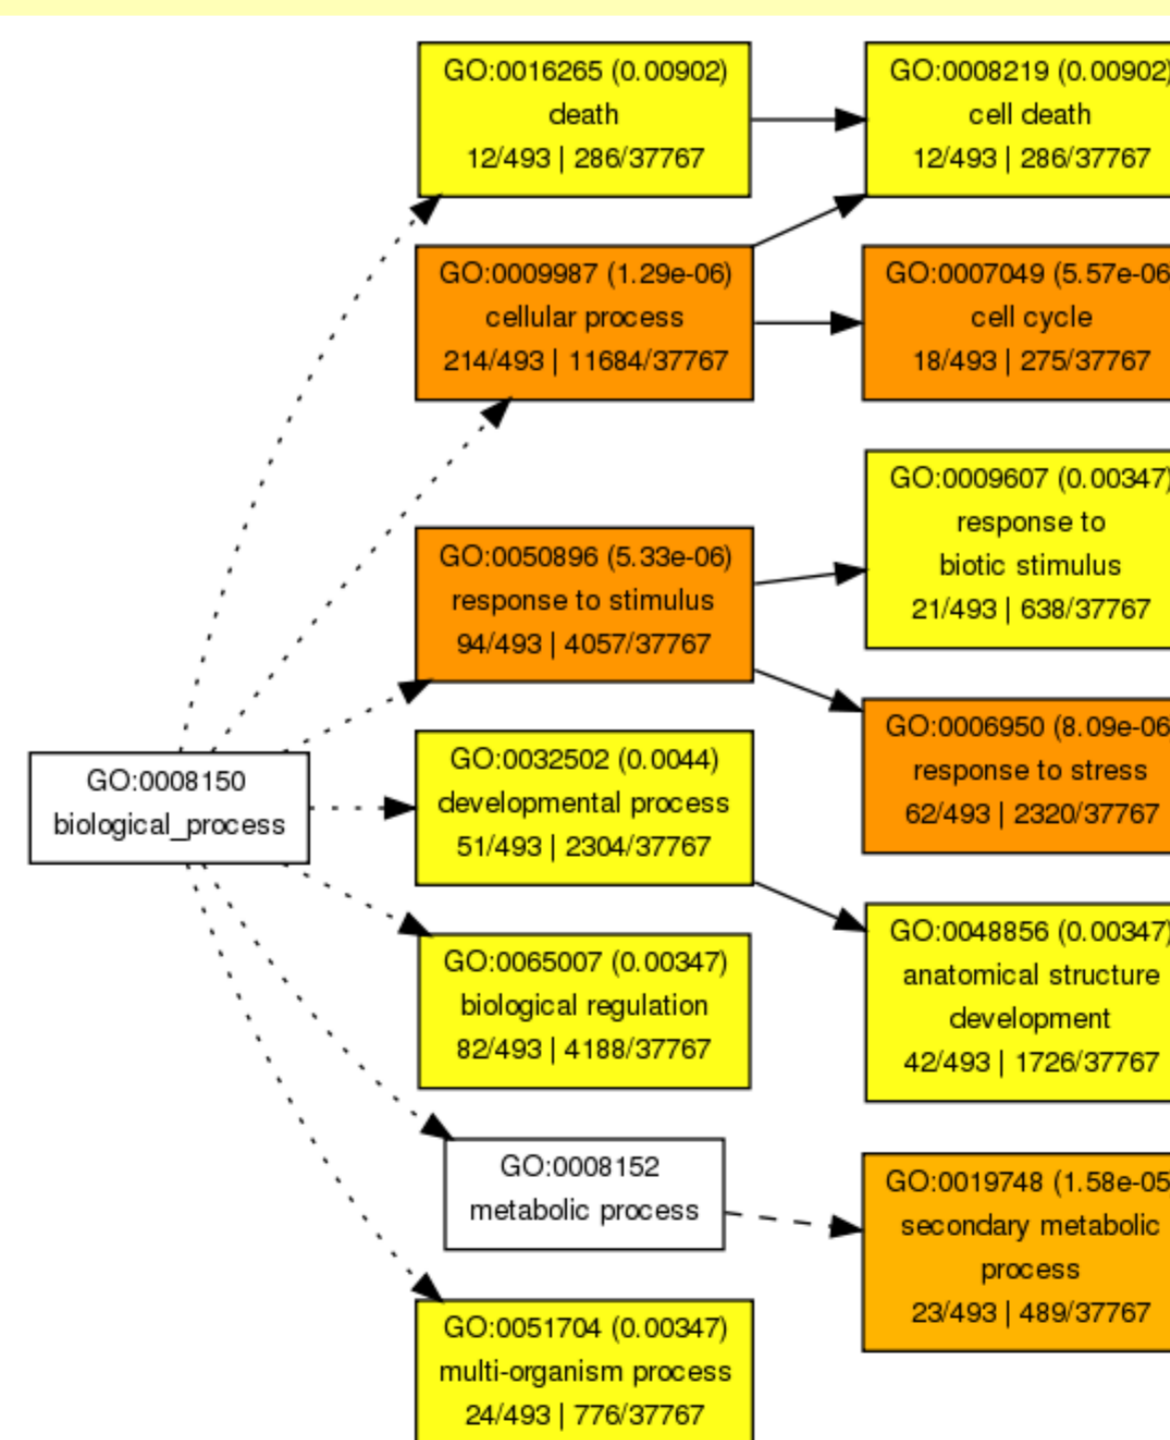 GO:0016265 (0.00902)
death
12/493 | 286/37767
GO:0008219 (0.00902)
cell death
12/493 | 286/37767
GO:0009987 (1.29e-06)
cellular process
214/493 | 11684/37767
GO:0007049 (5.57e-06
cell cycle
18/493 | 275/37767
GO:0009607 (0.00347)
response to
biotic stimulus
21/493 | 638/37767
GO:0050896 (5.33e-06)
response to stimulus
94/493 | 4057/37767
GO:0006950 (8.09e-06
response to stress
62/493 | 2320/37767
GO:0008150
biological_process
GO:0032502 (0.0044)
developmental process
51/493 | 2304/37767
GO:0048856 (0.00347)
anatomical structure
development
42/493 | 1726/37767
GO:0065007 (0.00347)
biological regulation
82/493 | 4188/37767
GO:0008152
metabolic process
GO:0019748 (1.58e-05
secondary metabolic
process
23/493 | 489/37767
GO:0051704 (0.00347)
multi-organism process
24/493 | 776/37767